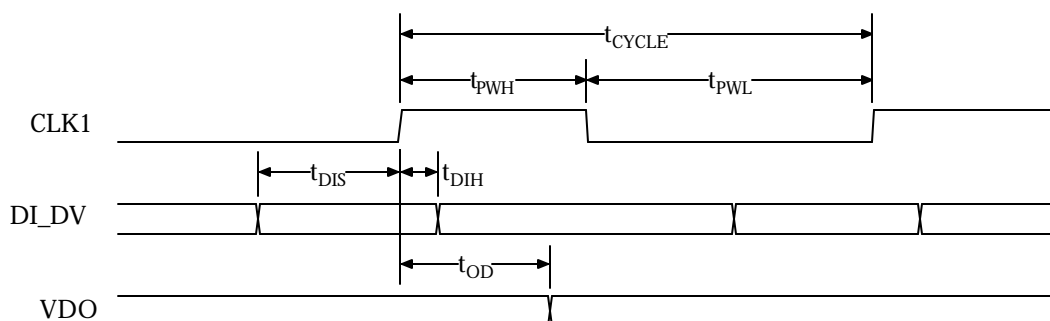 tCYCLE
tPWH
tPWL
CLK1
tDIS
tDIH
DI_DV
tOD
VDO